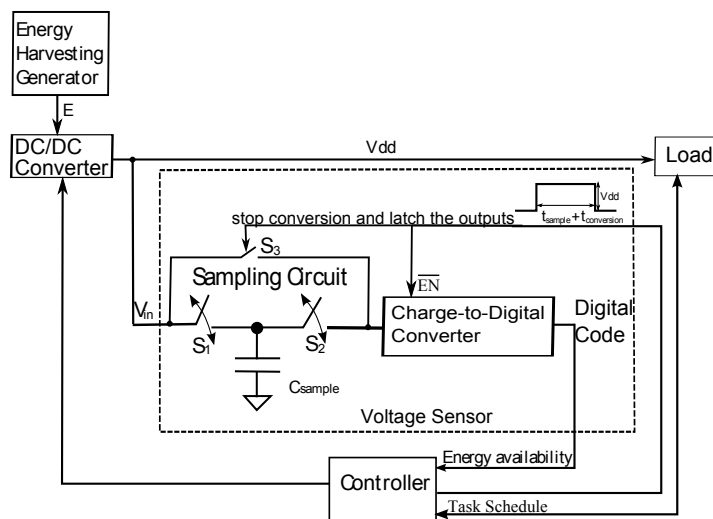 Energy
Harvesting
Generator
E
DC/DC
Converter
Vdd
Load
Vdd
t_sample + t_conversion
stop conversion and latch the outputs
S3
Sampling Circuit
EN
Vin
S1
S2
Charge-to-Digital
Converter
Digital
Code
Csample
Voltage Sensor
Energy availability
Controller
Task Schedule